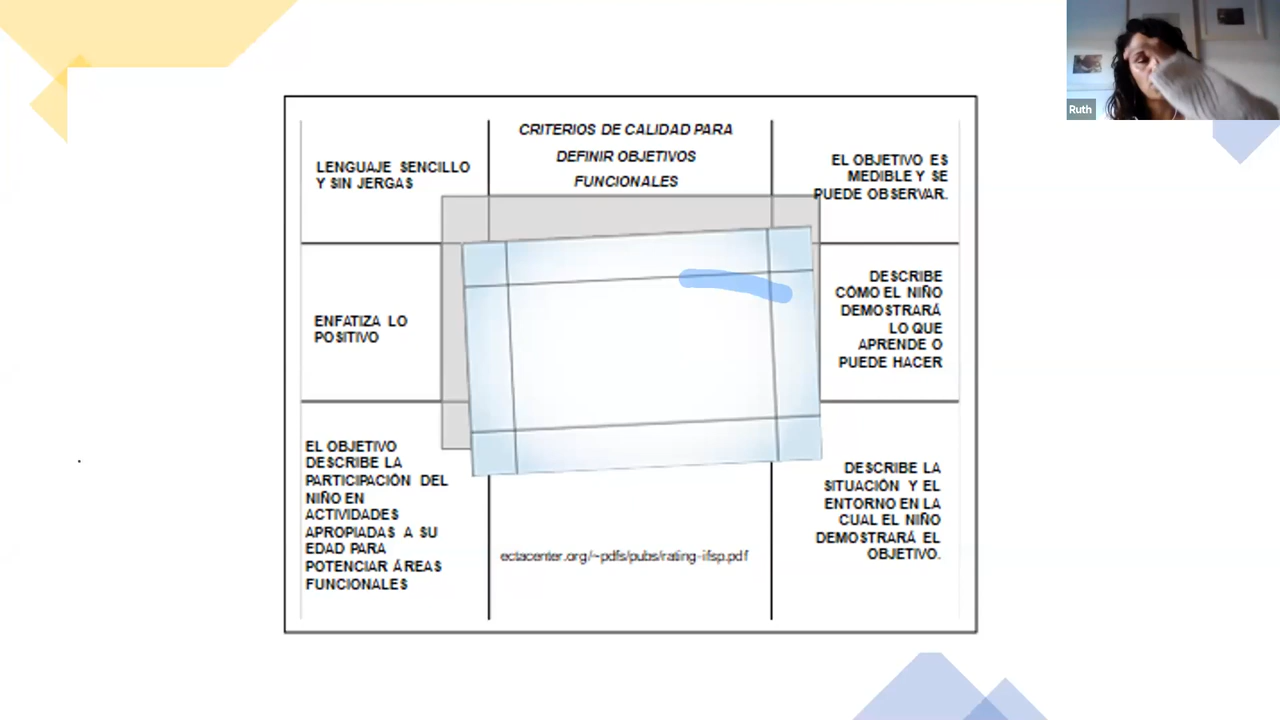 CRITERIOS DE CALIDAD PARA
DEFINIR OBJETIVOS
FUNCIONALES
LENGUAJE SENCILLO
Y SIN JERGAS
EL OBJETIVO ES
MEDIBLE Y SE
PUEDE OBSERVAR.
ENFATIZA LO
POSITIVO
DESCRIBE
CÓMO EL NIÑO
DEMOSTRARÁ
LO QUE
APRENDE O
PUEDE HACER
EL OBJETIVO
DESCRIBE LA
PARTICIPACIÓN DEL
NIÑO EN
ACTIVIDADES
APROPIADAS A SU
EDAD PARA
POTENCIAR ÁREAS
FUNCIONALES
DESCRIBE LA
SITUACIÓN Y EL
ENTORNO EN LA
CUAL EL NIÑO
DEMOSTRARÁ EL
OBJETIVO.
ectacenter.org/~pdfs/pubs/rating-ifsp.pdf
Ruth